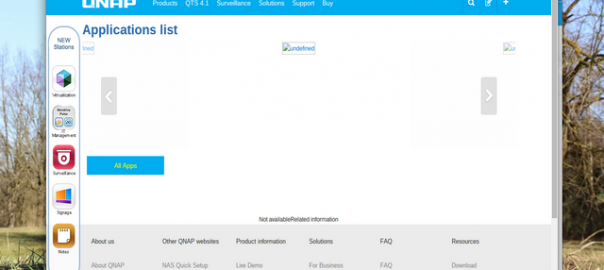 QNAP
Products QTS 4.1 Surveillance Solutions Support Buy
Applications list
NEW
Stations
undefined
Virtualization
IT
Management
Surveillance
Signage
Notes
All Apps
Not availableRelated information
About us Other QNAP websites Product information Solutions FAQ Resources
About QNAP NAS Quick Setup Live Demo For Business FAQ Download